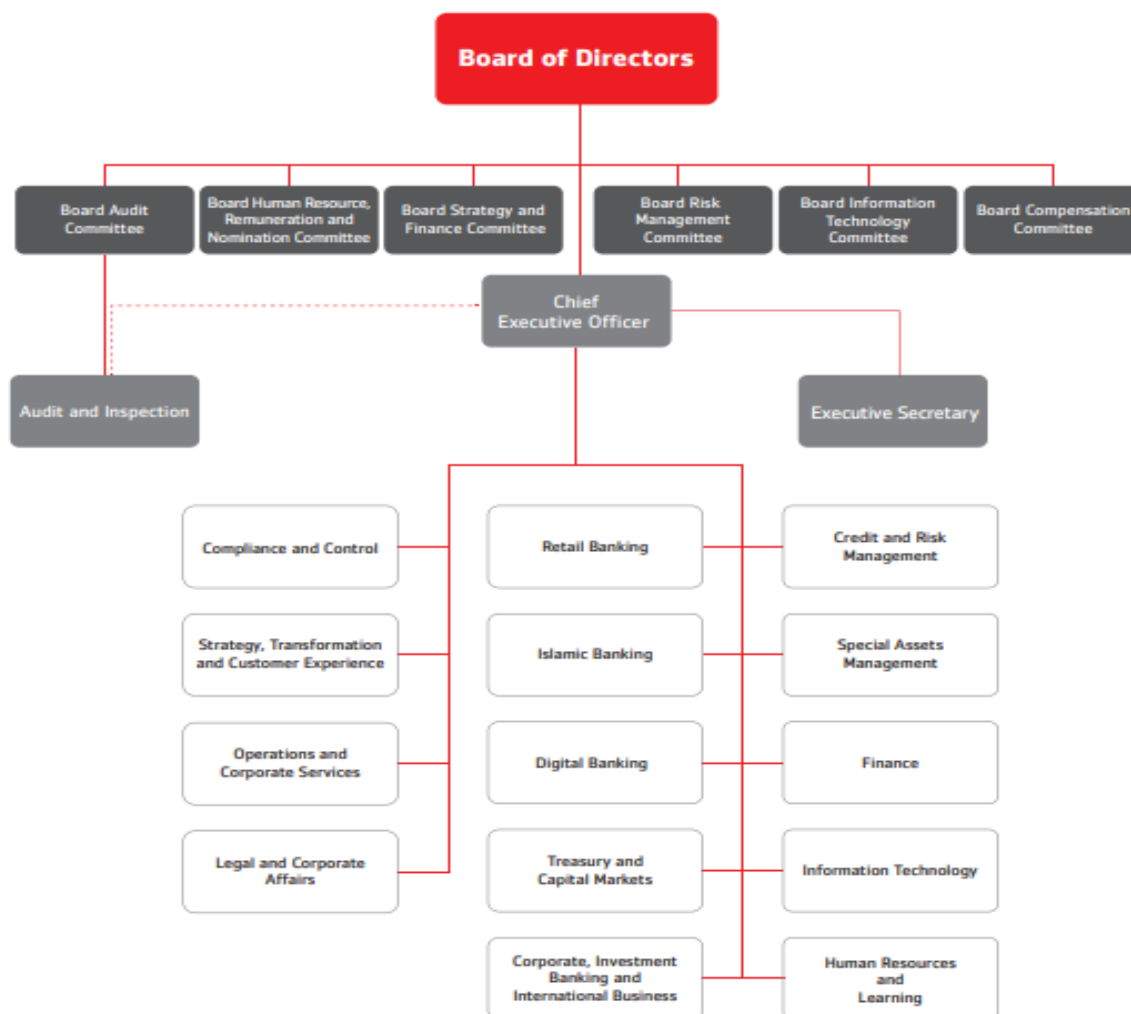 Board of Directors
Board Audit
Committee
Board Human Resource,
Remuneration and
Nomination Committee
Board Strategy and
Finance Committee
Board Risk
Management
Committee
Board Information
Technology
Committee
Board Compensation
Committee
Chief
Executive Officer
Audit and Inspection
Executive Secretary
Compliance and Control
Retail Banking
Credit and Risk
Management
Strategy, Transformation
and Customer Experience
Islamic Banking
Special Assets
Management
Operations and
Corporate Services
Digital Banking
Finance
Legal and Corporate
Affairs
Treasury and
Capital Markets
Information Technology
Corporate, Investment
Banking and
International Business
Human Resources
and
Learning